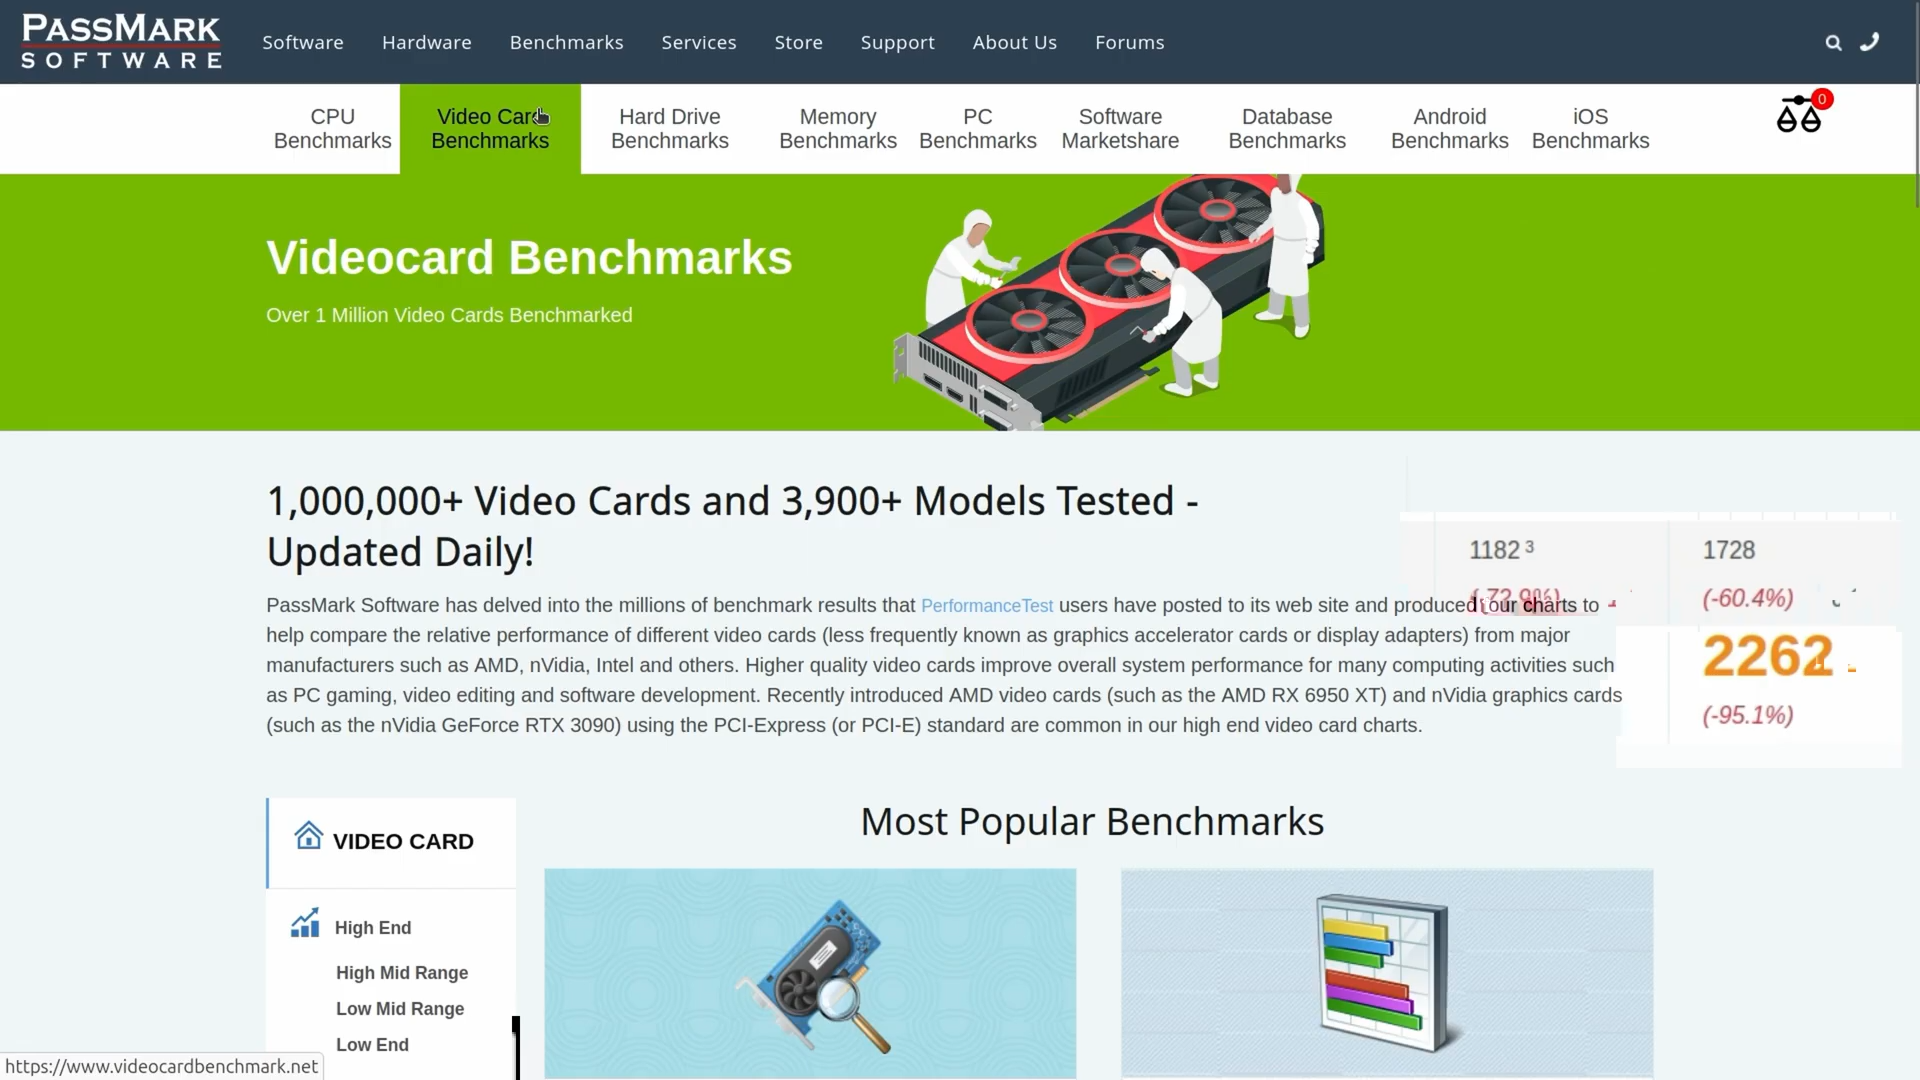 PASSMARK
SOFTWARE
Software Hardware Benchmarks Services Store Support About Us Forums
CPU Benchmarks
Video Card Benchmarks
Hard Drive Benchmarks
Memory Benchmarks
PC Benchmarks
Software Marketshare
Database Benchmarks
Android Benchmarks
iOS Benchmarks
0
Videocard Benchmarks
Over 1 Million Video Cards Benchmarked
1,000,000+ Video Cards and 3,900+ Models Tested -
Updated Daily!
PassMark Software has delved into the millions of benchmark results that PerformanceTest users have posted to its web site and produced our charts to
help compare the relative performance of different video cards (less frequently known as graphics accelerator cards or display adapters) from major
manufacturers such as AMD, nVidia, Intel and others. Higher quality video cards improve overall system performance for many computing activities such
as PC gaming, video editing and software development. Recently introduced AMD video cards (such as the AMD RX 6950 XT) and nVidia graphics cards
(such as the nVidia GeForce RTX 3090) using the PCI-Express (or PCI-E) standard are common in our high end video card charts.
1182 3 1728
(-60.4%)
2262
(-95.1%)
VIDEO CARD
Most Popular Benchmarks
High End
High Mid Range
Low Mid Range
Low End
https://www.videocardbenchmark.net